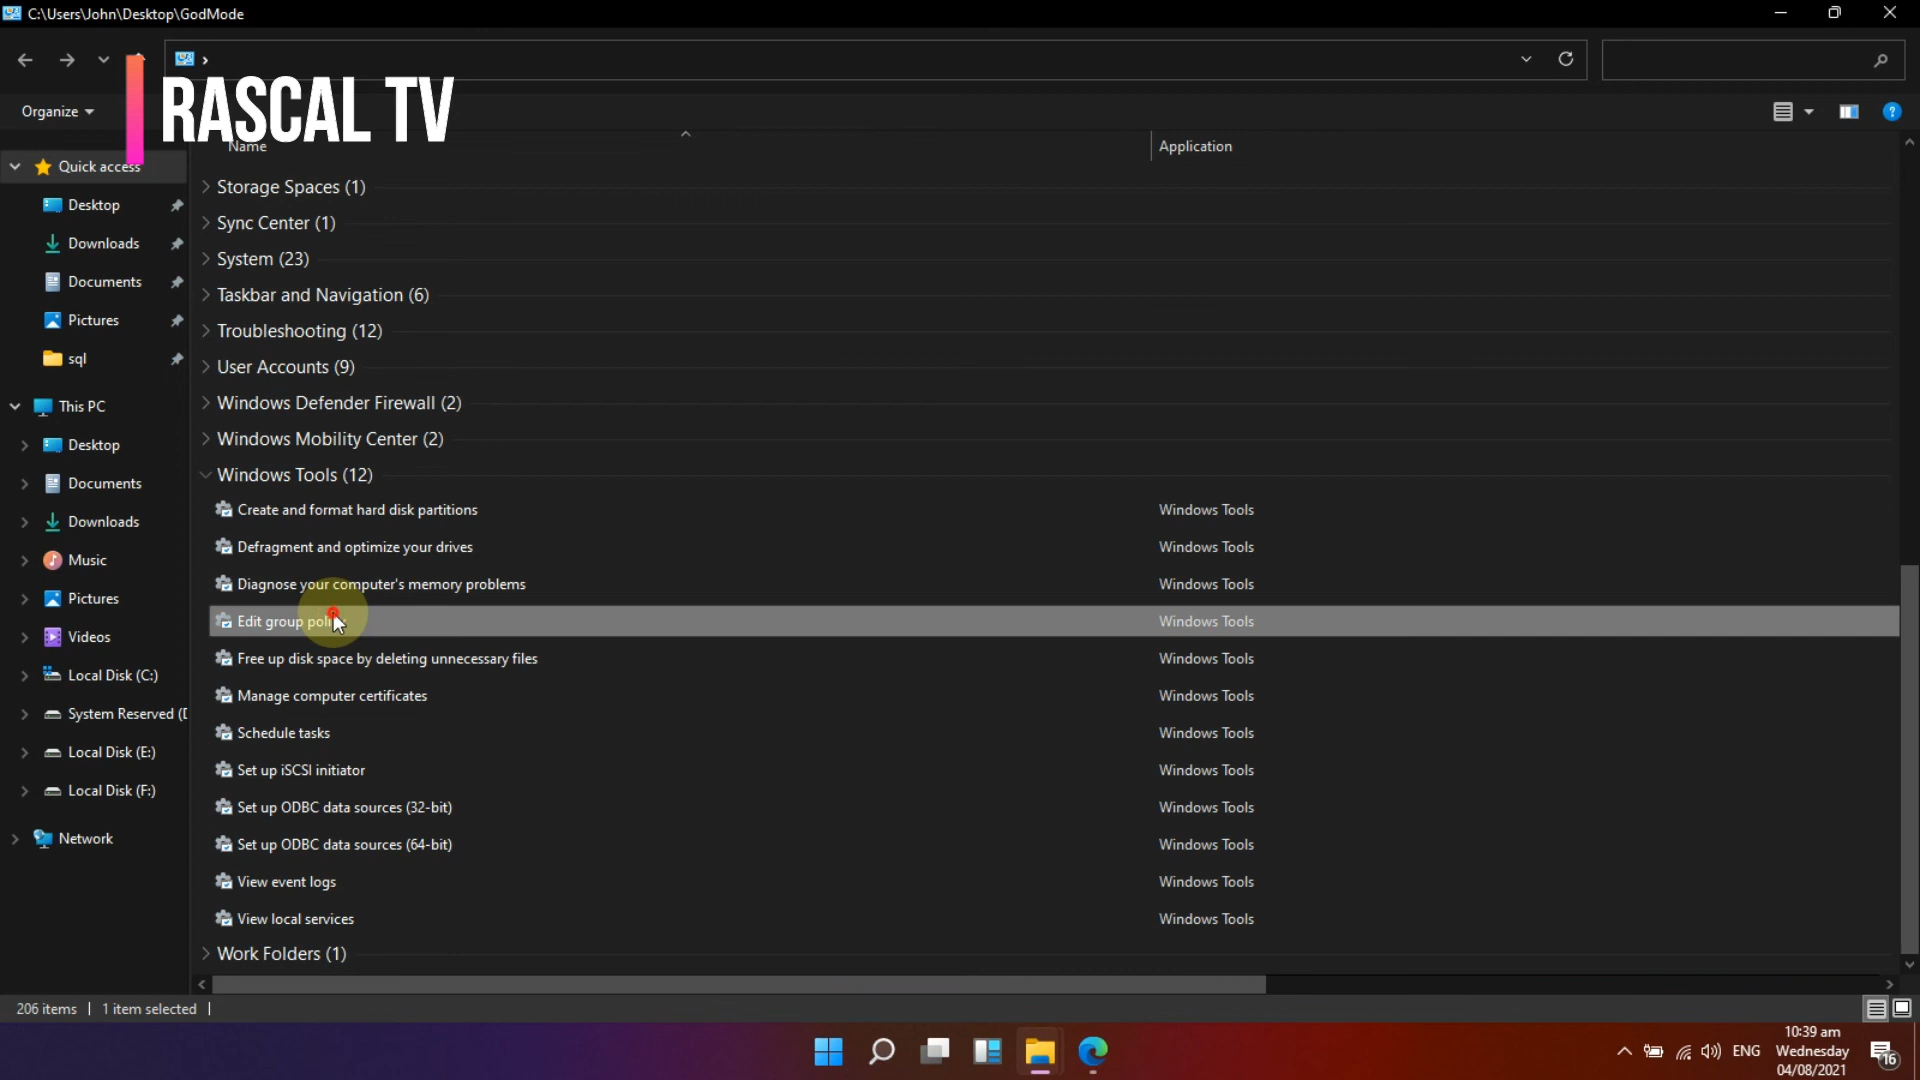 C:\Users\John\Desktop\GodMode
RASCAL TV
Organize
Name
Application
Quick access
Desktop
Downloads
Documents
Pictures
sql
This PC
Desktop
Documents
Downloads
Music
Pictures
Videos
Local Disk (C:)
System Reserved (D
Local Disk (E:)
Local Disk (F:)
Network
Storage Spaces (1)
Sync Center (1)
System (23)
Taskbar and Navigation (6)
Troubleshooting (12)
User Accounts (9)
Windows Defender Firewall (2)
Windows Mobility Center (2)
Windows Tools (12)
Create and format hard disk partitions Windows Tools
Defragment and optimize your drives Windows Tools
Diagnose your computer's memory problems Windows Tools
Edit group policy Windows Tools
Free up disk space by deleting unnecessary files Windows Tools
Manage computer certificates Windows Tools
Schedule tasks Windows Tools
Set up iSCSI initiator Windows Tools
Set up ODBC data sources (32-bit) Windows Tools
Set up ODBC data sources (64-bit) Windows Tools
View event logs Windows Tools
View local services Windows Tools
Work Folders (1)
206 items 1 item selected
ENG
10:39 am
Wednesday
04/08/2021
16